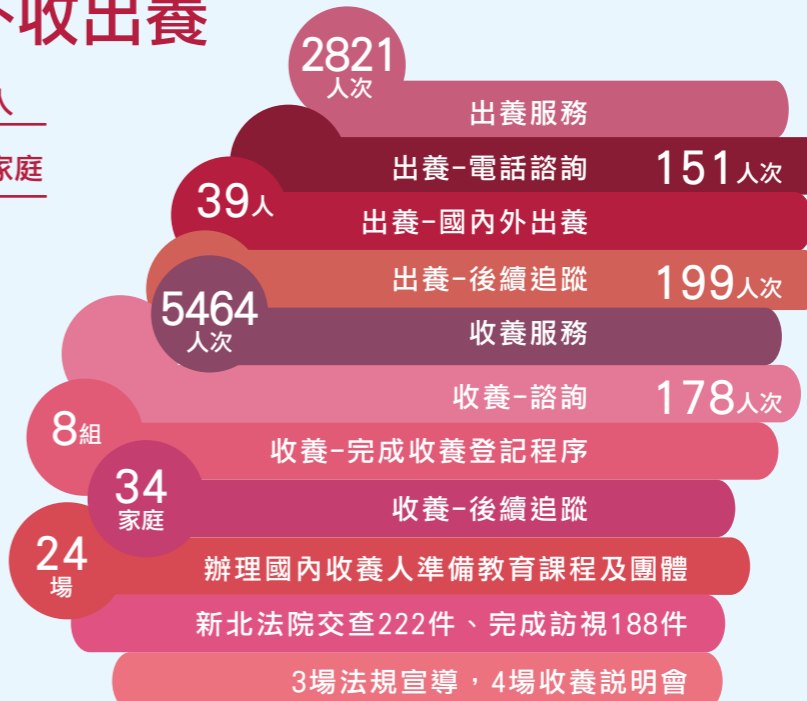 收出養
人
家庭
2821
人次
出養服務
出養-電話諮詢 151人次
39人
出養-國內外出養
出養-後續追蹤 199人次
5464
人次
收養服務
收養-諮詢 178人次
8組
收養-完成收養登記程序
34
家庭
收養-後續追蹤
24
場
辦理國內收養人準備教育課程及團體
新北法院交查222件、完成訪視188件
3場法規宣導，4場收養說明會